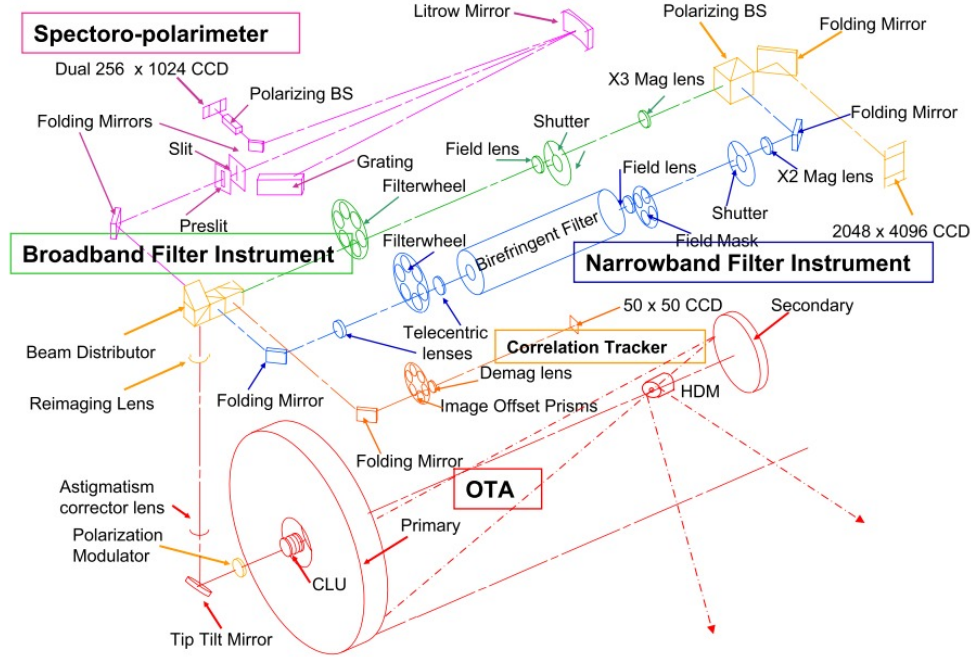 Litrow Mirror
Polarizing BS
Folding Mirror
Spectoro-polarimeter
Dual 256 x 1024 CCD
Polarizing BS
X3 Mag lens
Folding Mirrors
Slit
Shutter
Folding Mirror
Field lens
Grating
Field lens
X2 Mag lens
Filterwheel
Preslit
Shutter
2048 x 4096 CCD
Broadband Filter Instrument
Filterwheel
Birefringent Filter
Field Mask
Narrowband Filter Instrument
50 x 50 CCD
Secondary
Telecentric
lenses
Correlation Tracker
Beam Distributor
Demag lens
HDM
Reimaging Lens
Folding Mirror
Image Offset Prisms
Folding Mirror
OTA
Astigmatism
corrector lens
Primary
Polarization
Modulator
CLU
Tip Tilt Mirror